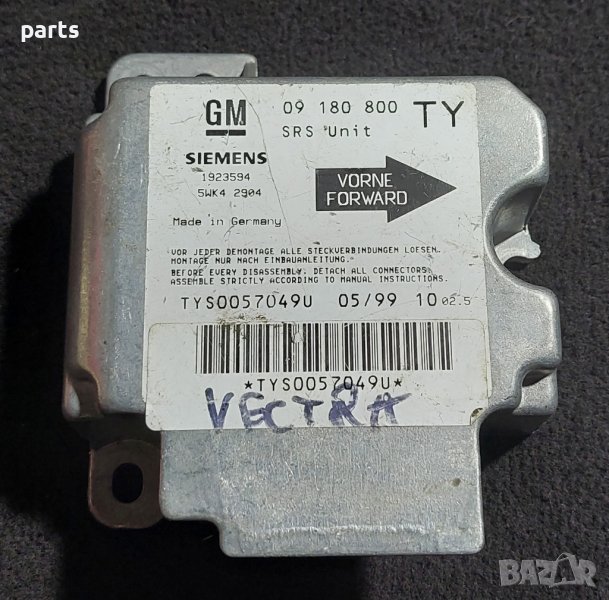 parts
GM 09 180 800 TY
SRS Unit
SIEMENS
1923594
5WK4 2904
VORNE
FORWARD
Made in Germany
VOR JEDER DEMONTAGE ALLE STECKVERBINDUNGEN LOESEN.
MONTAGE NUR NACH EINBAUANLEITUNG.
BEFORE EVERY DISASSEMBLY: DETACH ALL CONNECTORS
ASSEMBLE STRICTLY ACCORDING TO MANUAL INSTRUCTIONS.
TYS0057049U 05/99 10 02.5
*TYS0057049U*
VECTRA
BAZAR